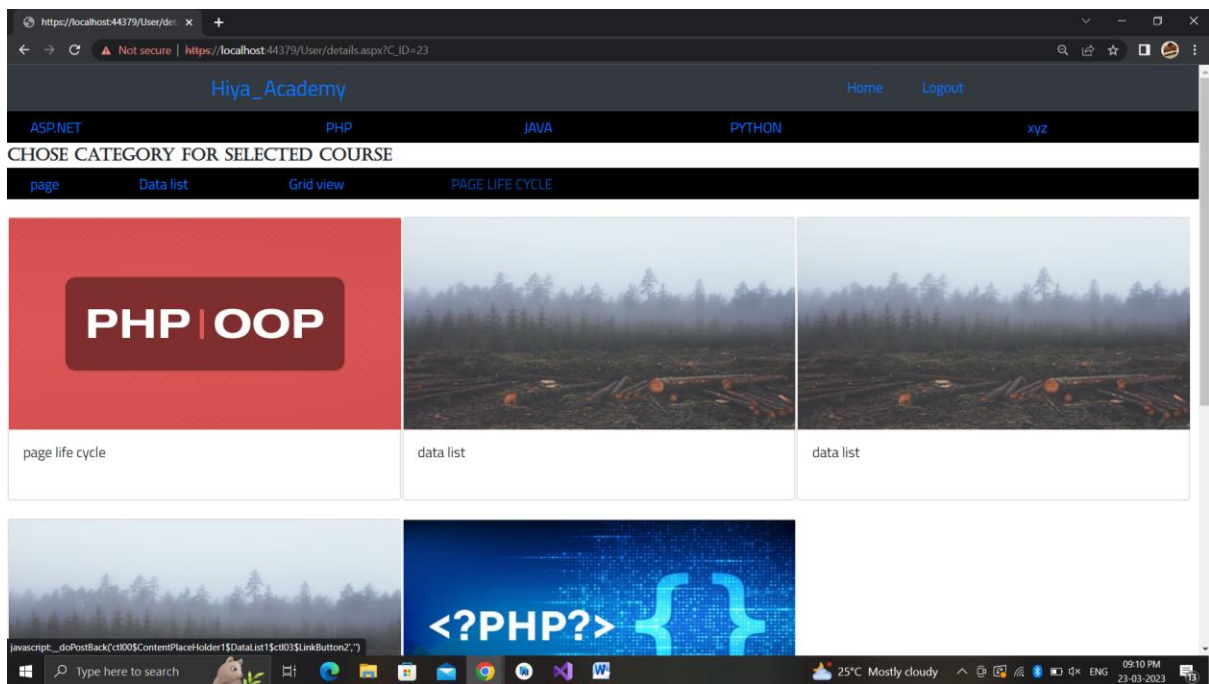 https://localhost:44379/User/det
Not secure | https://localhost:44379/User/details.aspx?C_ID=23
Hiya_Academy Home Logout
ASP.NET PHP JAVA PYTHON xyz
CHOSE CATEGORY FOR SELECTED COURSE
page Data list Grid view PAGE LIFE CYCLE
PHP|OOP
page life cycle data list data list
<?PHP?> { }
javascript:__doPostBack('ctl00$ContentPlaceHolder1$DataList1$ctl03$LinkButton2','')
Type here to search 25°C Mostly cloudy ENG 09:10 PM
23-03-2023 13